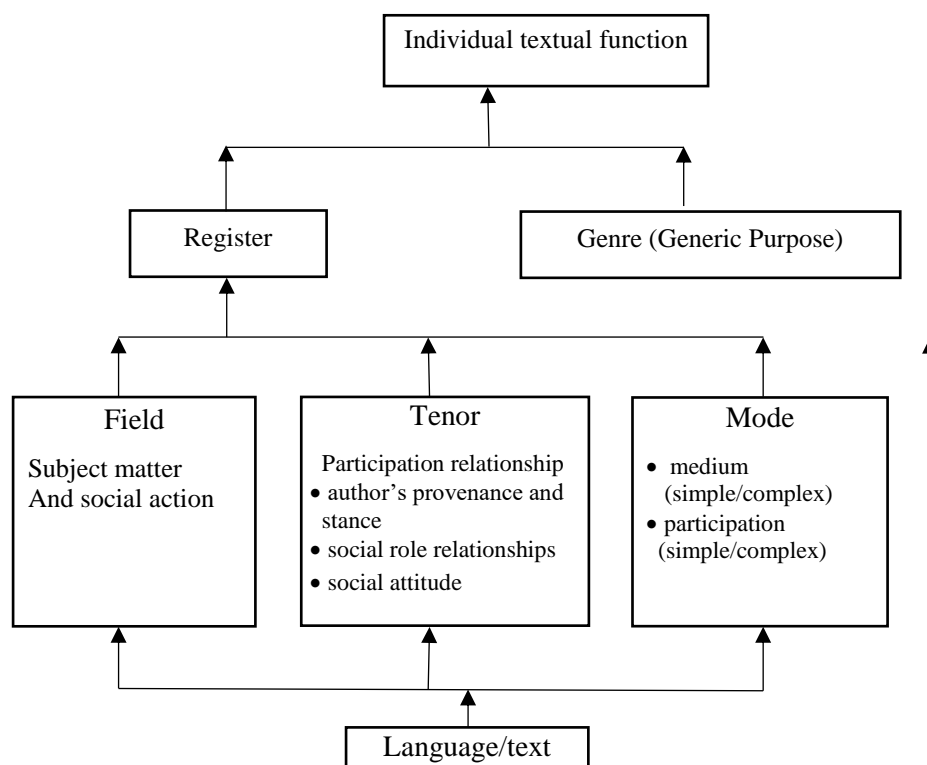 Individual textual function
Register
Genre (Generic Purpose)
Field
Subject matter
And social action
Tenor
Participation relationship
• author’s provenance and
stance
• social role relationships
• social attitude
Mode
• medium
(simple/complex)
• participation
(simple/complex)
Language/text